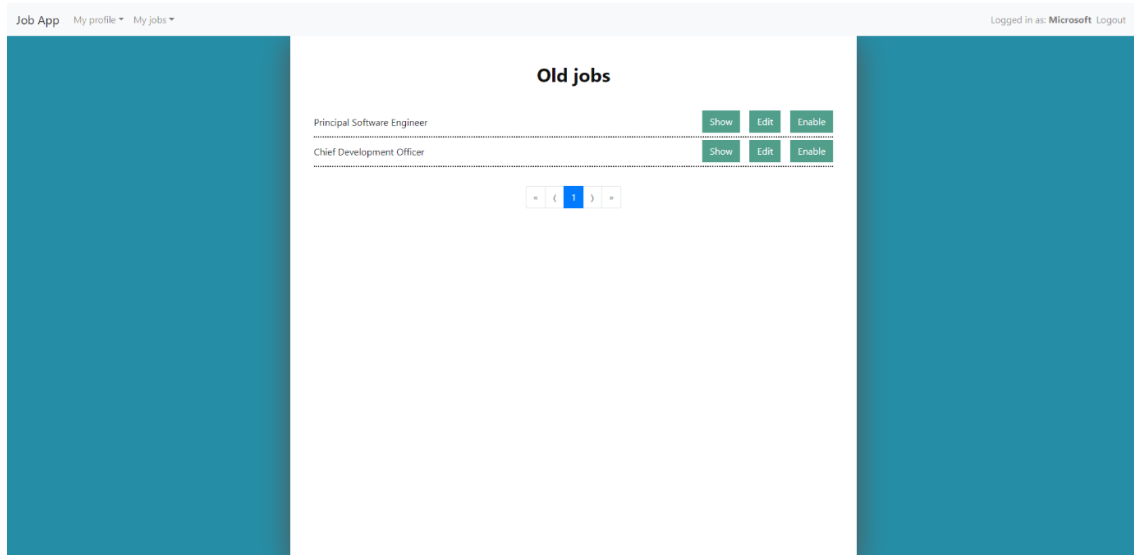 Job App My profile My jobs Logged in as: Microsoft Logout
Old jobs
Principal Software Engineer Show Edit Enable
Chief Development Officer Show Edit Enable
« ⟨ 1 ⟩ »